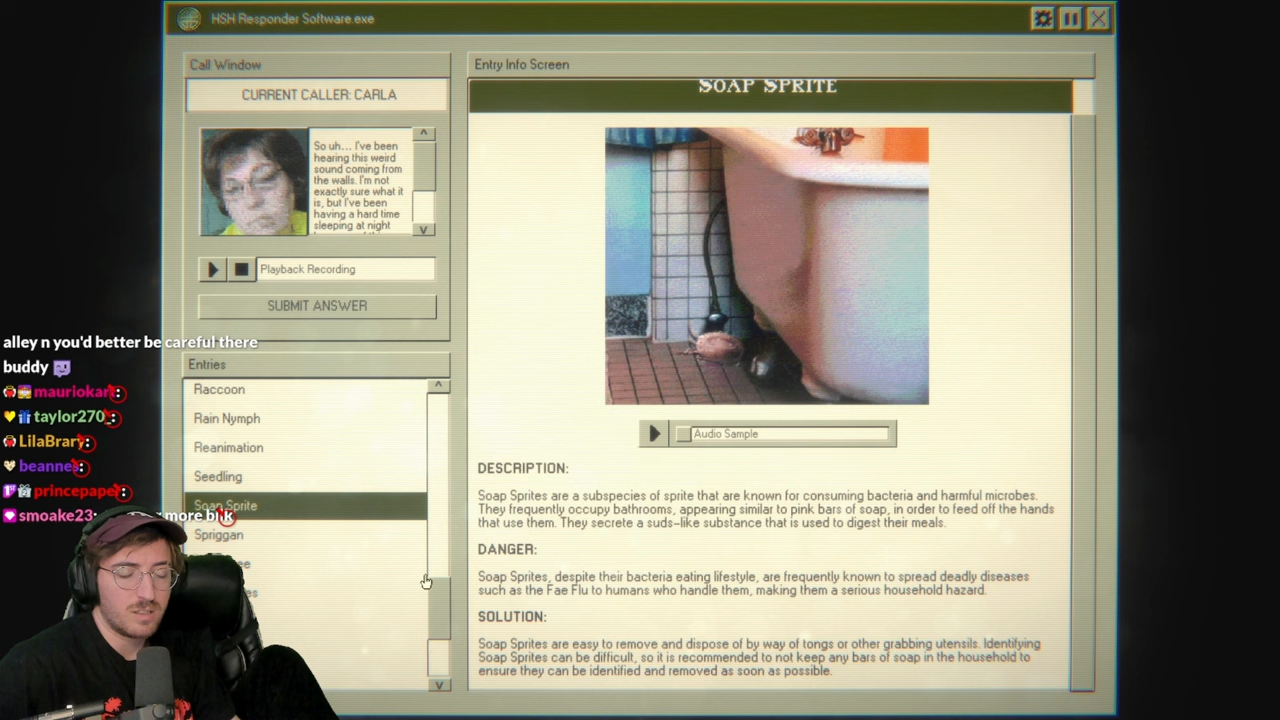 HSH Responder Software.exe
Call Window
CURRENT CALLER: CARLA
So uh... I've been
hearing this weird
sound coming from
the walls. I'm not
exactly sure what it
is, but I've been
having a hard time
sleeping at night
Playback Recording
SUBMIT ANSWER
Entries
Raccoon
Rain Nymph
Reanimation
Seedling
Soap Sprite
Spriggan
Entry Info Screen
SOAP SPRITE
Audio Sample
DESCRIPTION:
Soap Sprites are a subspecies of sprite that are known for consuming bacteria and harmful microbes.
They frequently occupy bathrooms, appearing similar to pink bars of soap, in order to feed off the hands
that use them. They secrete a suds-like substance that is used to digest their meals.
DANGER:
Soap Sprites, despite their bacteria eating lifestyle, are frequently known to spread deadly diseases
such as the Fae Flu to humans who handle them, making them a serious household hazard.
SOLUTION:
Soap Sprites are easy to remove and dispose of by way of tongs or other grabbing utensils. Identifying
Soap Sprites can be difficult, so it is recommended to not keep any bars of soap in the household to
ensure they can be identified and removed as soon as possible.
alley n you'd better be careful there
buddy
mauriokart:
taylor270_:
LilaBrary:
beannes:
princepape:
smoake23: more